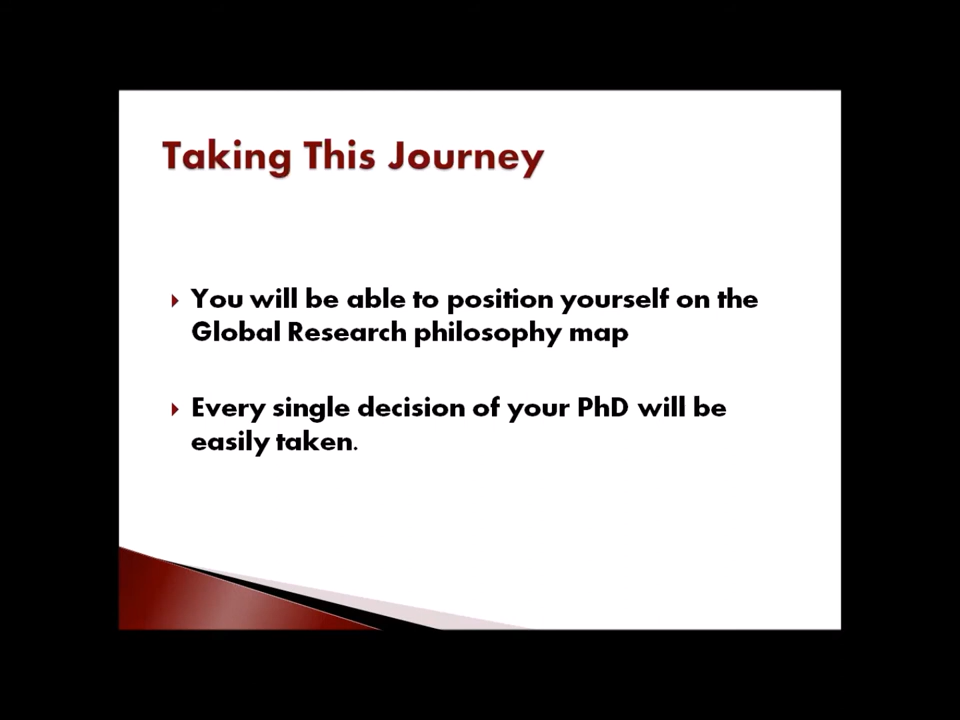 Taking This Journey
You will be able to position yourself on the
Global Research philosophy map
Every single decision of your PhD will be
easily taken.